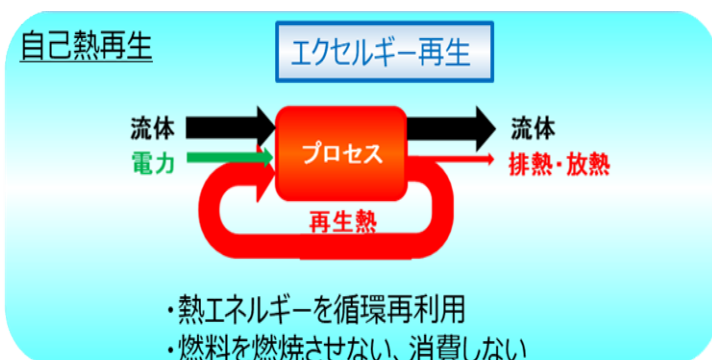 自己熱再生
エクセルギー再生
流体
電力
プロセス
流体
排熱・放熱
再生熱
・熱エネルギーを循環再利用
・燃料を燃焼させない、消費しない